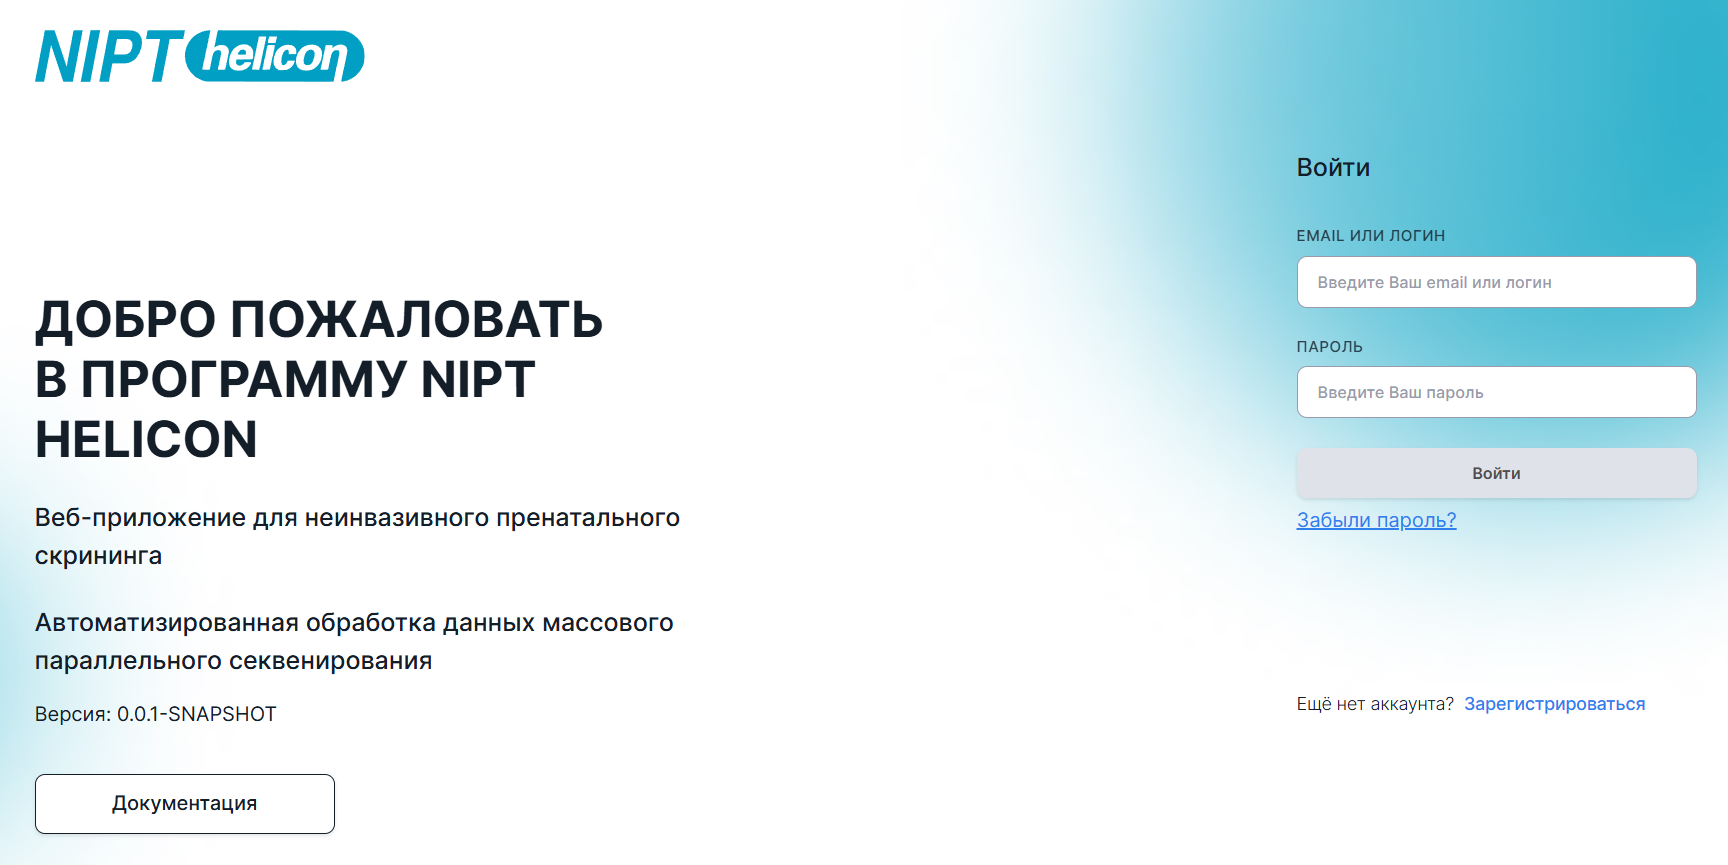 NIPT helicon
ДОБРО ПОЖАЛОВАТЬ
В ПРОГРАММУ NIPT
HELICON
Веб-приложение для неинвазивного пренатального
скрининга
Автоматизированная обработка данных массового
параллельного секвенирования
Версия: 0.0.1-SNAPSHOT
Документация
Войти
EMAIL ИЛИ ЛОГИН
Введите Ваш email или логин
ПАРОЛЬ
Введите Ваш пароль
Войти
Забыли пароль?
Ещё нет аккаунта? Зарегистрироваться